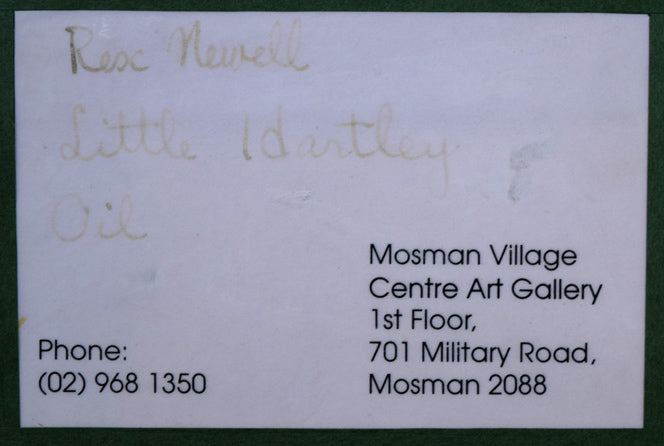 Rex Newell
Little Hartley
Oil
Mosman Village
Centre Art Gallery
1st Floor,
701 Military Road,
Mosman 2088
Phone:
(02) 968 1350